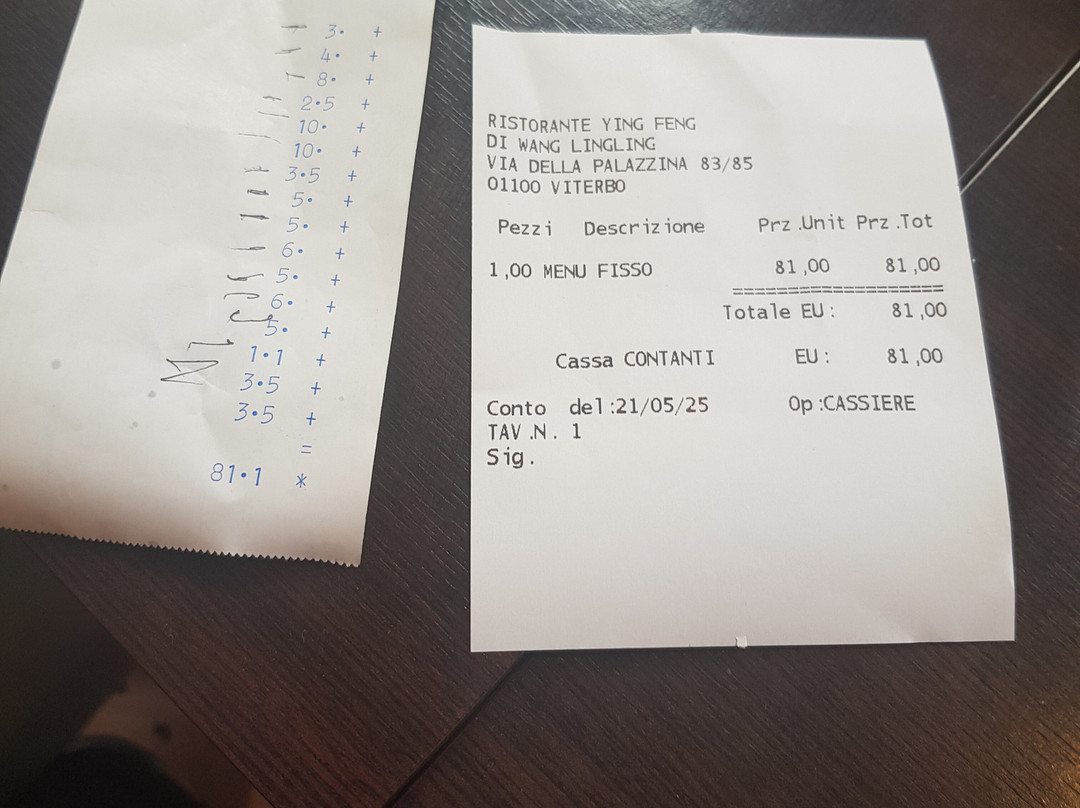 3. +
4. +
8. +
2.5 +
10. +
10. +
3.5 +
5. +
5. +
6. +
5. +
6. +
5. +
1.1 +
3.5 +
3.5 +
=
81.1 *
RISTORANTE YING FENG
DI WANG LINGLING
VIA DELLA PALAZZINA 83/85
01100 VITERBO
Pezzi Descrizione Prz.Unit Prz.Tot
1,00 MENU FISSO 81,00 81,00
===================
Totale EU: 81,00
Cassa CONTANTI EU: 81,00
Conto del:21/05/25 Op:CASSIERE
TAV.N. 1
Sig.